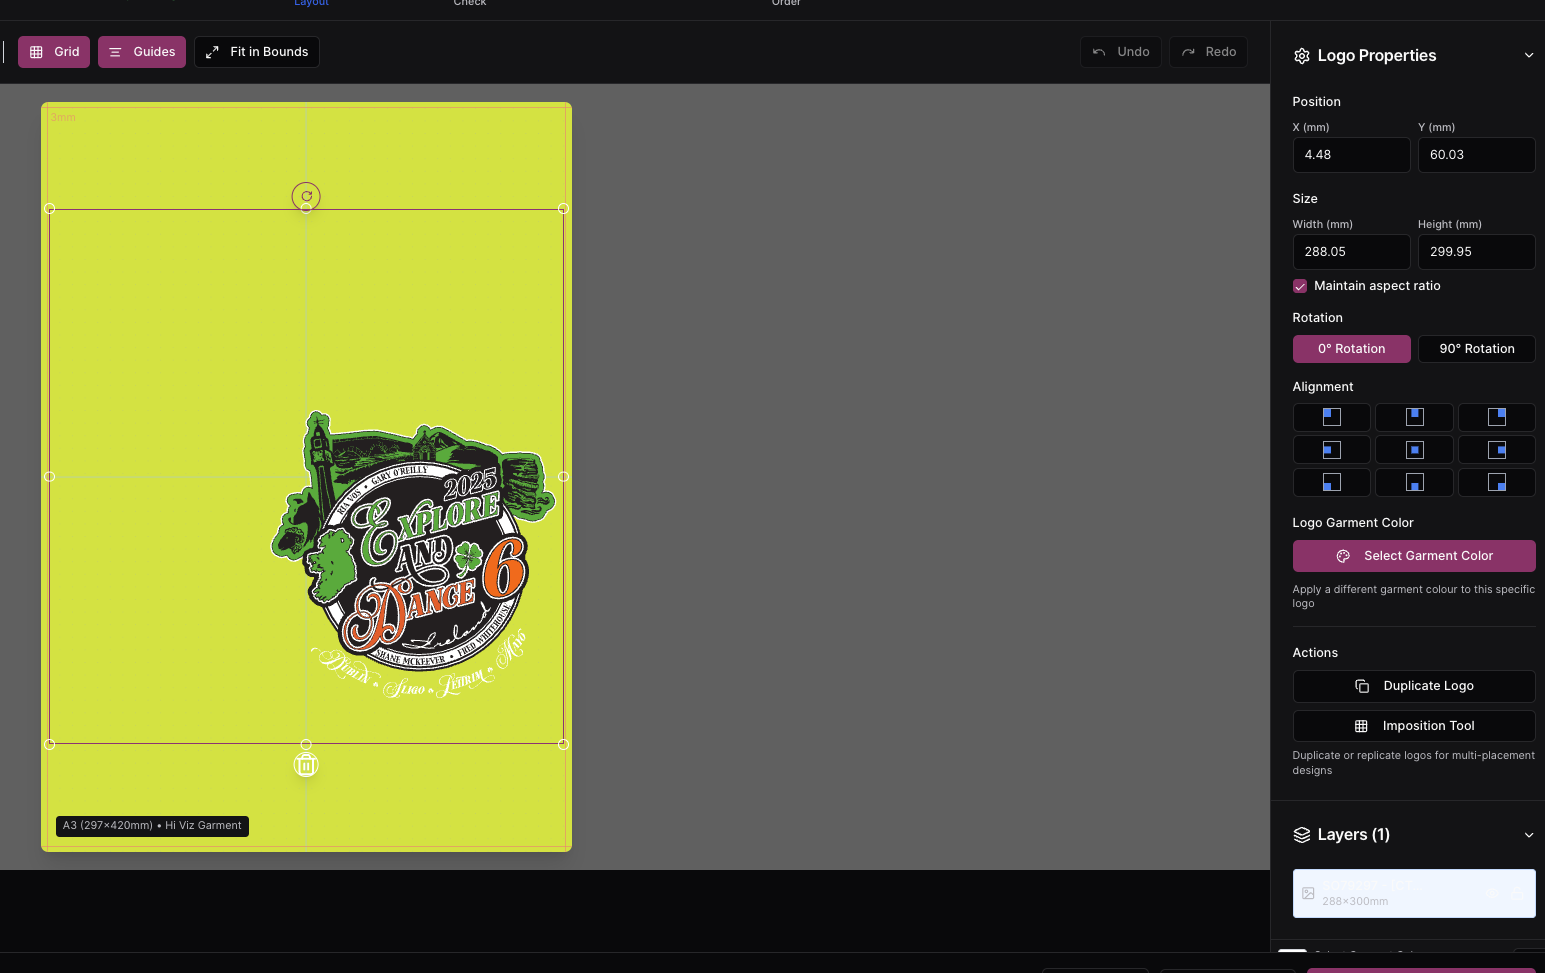 Layout
Check
Order
Grid
Guides
Fit in Bounds
Undo
Redo
Logo Properties
Position
X (mm)
Y (mm)
4.48
60.03
Size
Width (mm)
Height (mm)
288.05
299.95
Maintain aspect ratio
Rotation
0° Rotation
90° Rotation
Alignment
Logo Garment Color
Select Garment Color
Apply a different garment colour to this specific
logo
Actions
Duplicate Logo
Imposition Tool
Duplicate or replicate logos for multi-placement
designs
Layers (1)
288×300mm
3mm
RIA VOS • GARY O'REILLY
2025
EXPLORE
AND
DANCE 6
Ireland
SHANE MCKEEVER • FRED WHITEHOUSE
DUBLIN • SLIGO • LEITRIM • MAYO
A3 (297×420mm) • Hi Viz Garment